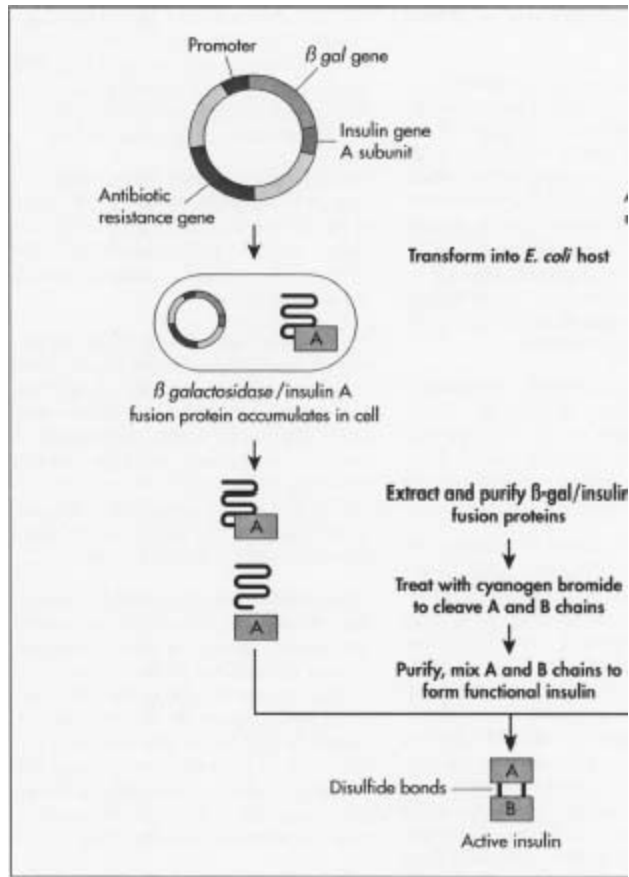 Promoter
β gal gene
Insulin gene
A subunit
Antibiotic
resistance gene
Transform into E. coli host
A
β galactosidase/insulin A
fusion protein accumulates in cell
A
Extract and purify β-gal/insulin
fusion proteins
A
Treat with cyanogen bromide
to cleave A and B chains
Purify, mix A and B chains to
form functional insulin
A
Disulfide bonds
B
Active insulin